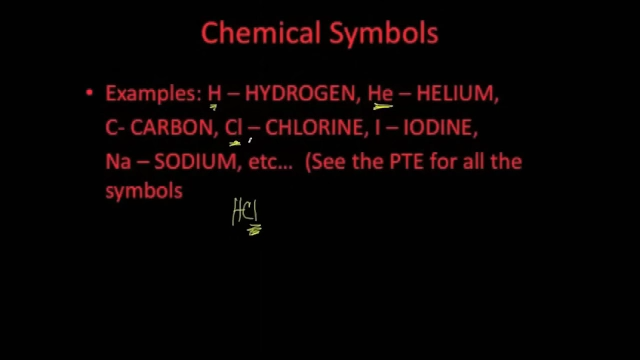 Chemical Symbols
• Examples: H – HYDROGEN, He – HELIUM,
C- CARBON, Cl – CHLORINE, I – IODINE,
Na – SODIUM, etc... (See the PTE for all the
symbols
HCl